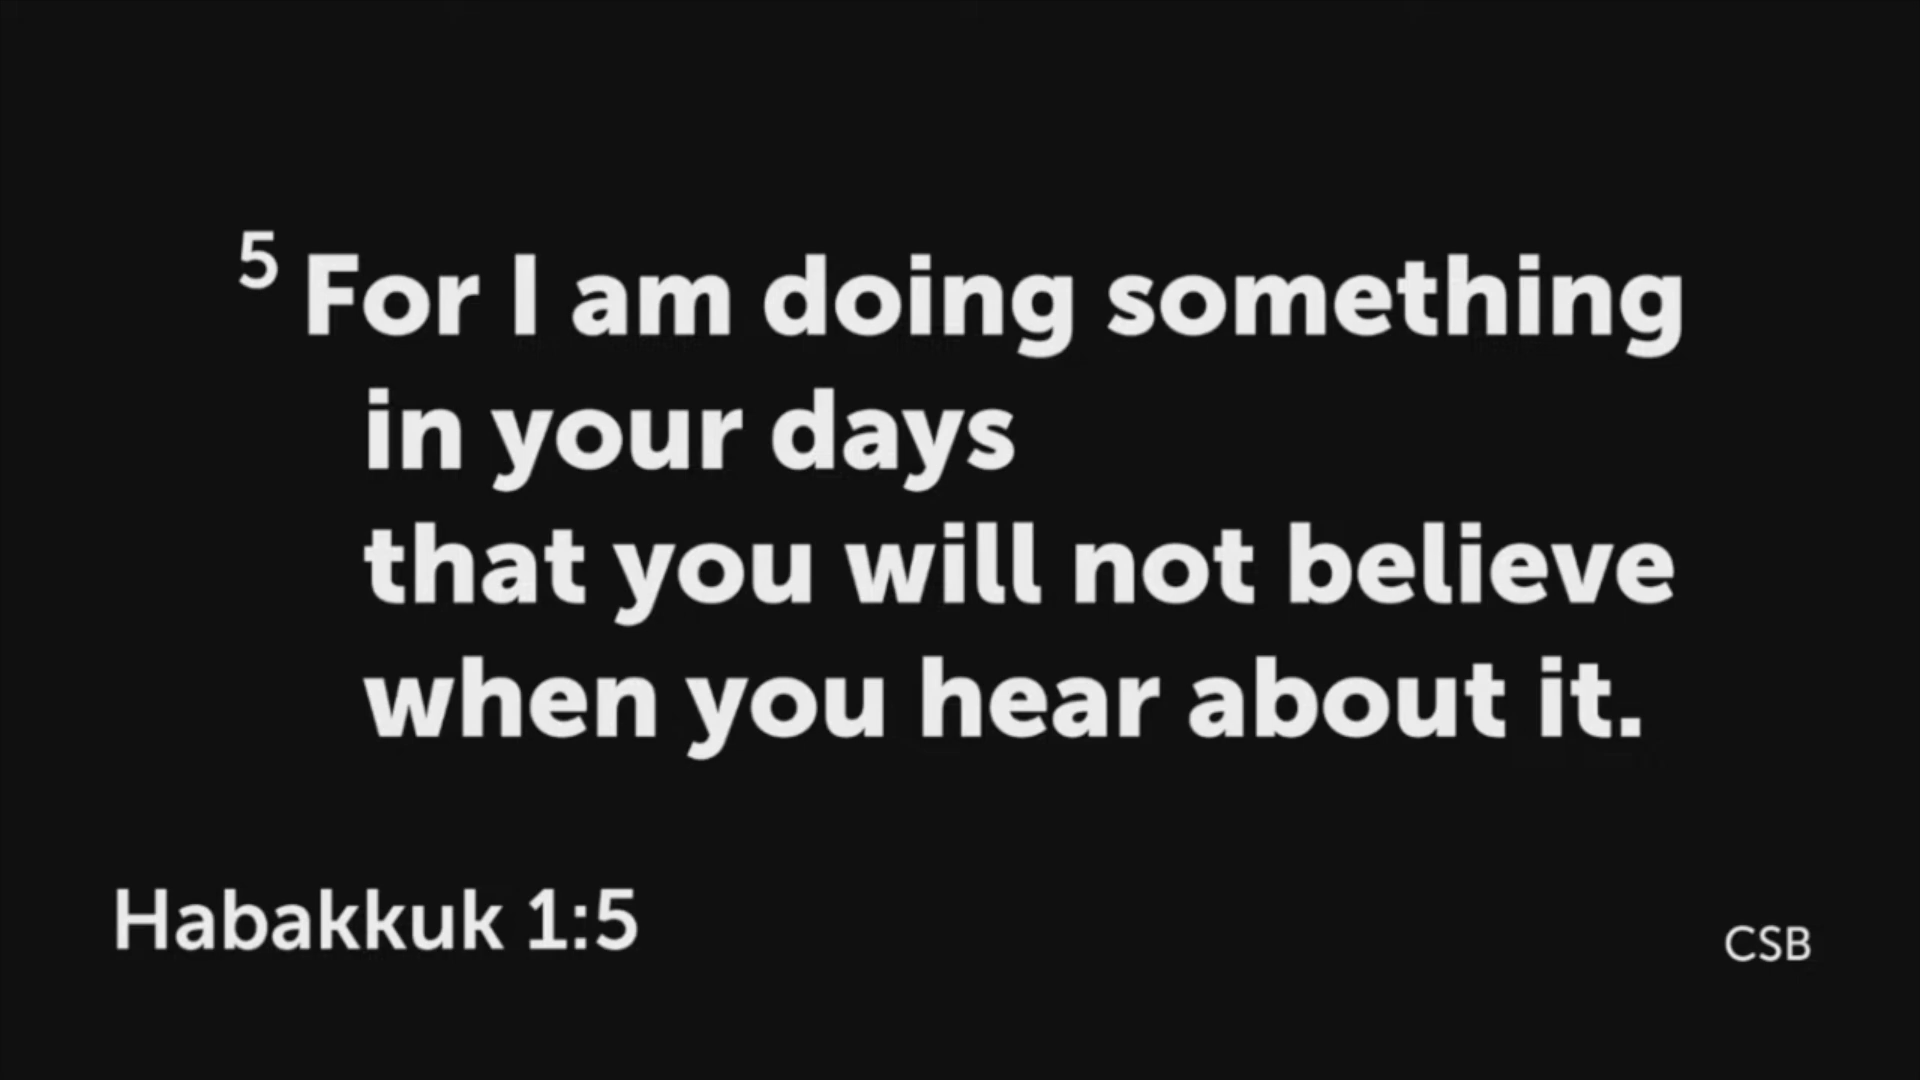 5 For I am doing something
in your days
that you will not believe
when you hear about it.
Habakkuk 1:5
CSB